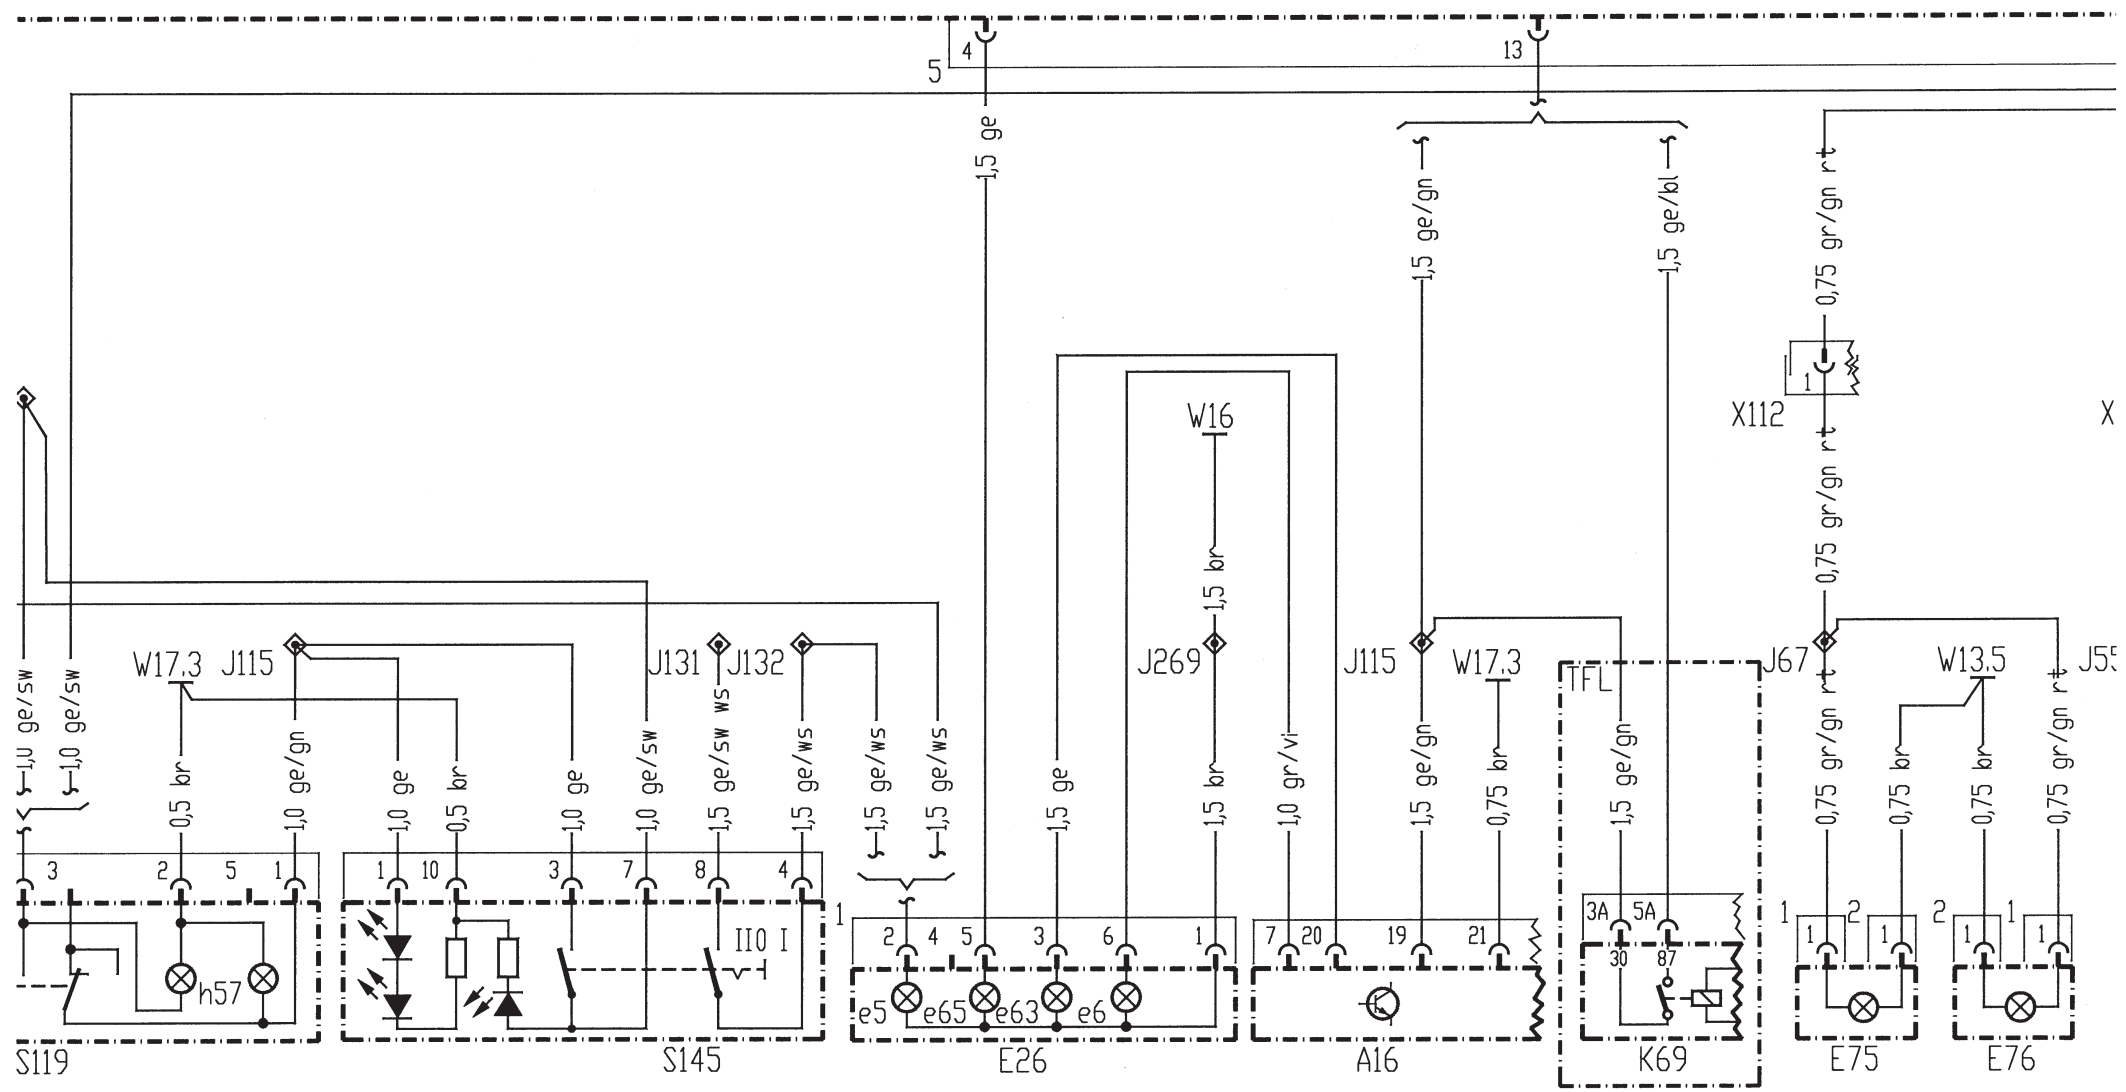 4
13
5
1,5 ge
1,5 ge/gn
1,5 ge/bl
0,75 gr/gn rt
1
X112
X
W16
0,75 gr/gn rt
1,5 br
W17.3
J115
J131
J132
J269
J115
W17.3
TFL
J67
W13.5
J55
1,0 ge/sw
1,0 ge/sw
0,5 br
1,0 ge/gn
1,0 ge
0,5 br
1,0 ge
1,0 ge/sw
1,5 ge/sw ws
1,5 ge/ws
1,5 ge/ws
1,5 ge/ws
1,5 ge
1,5 br
1,0 gr/vi
1,5 ge/gn
0,75 br
1,5 ge/gn
0,75 gr/gn rt
0,75 br
0,75 br
0,75 gr/gn rt
3 2 5 1
1 10 3 7 8 4
1
2 4 5 3 6 1
7 20 19 21
3A 5A
1 2 2 1
1 1 1 1
30 87
IIO I
h57
e5 e65 e63 e6
S119 S145 E26 A16 K69 E75 E76